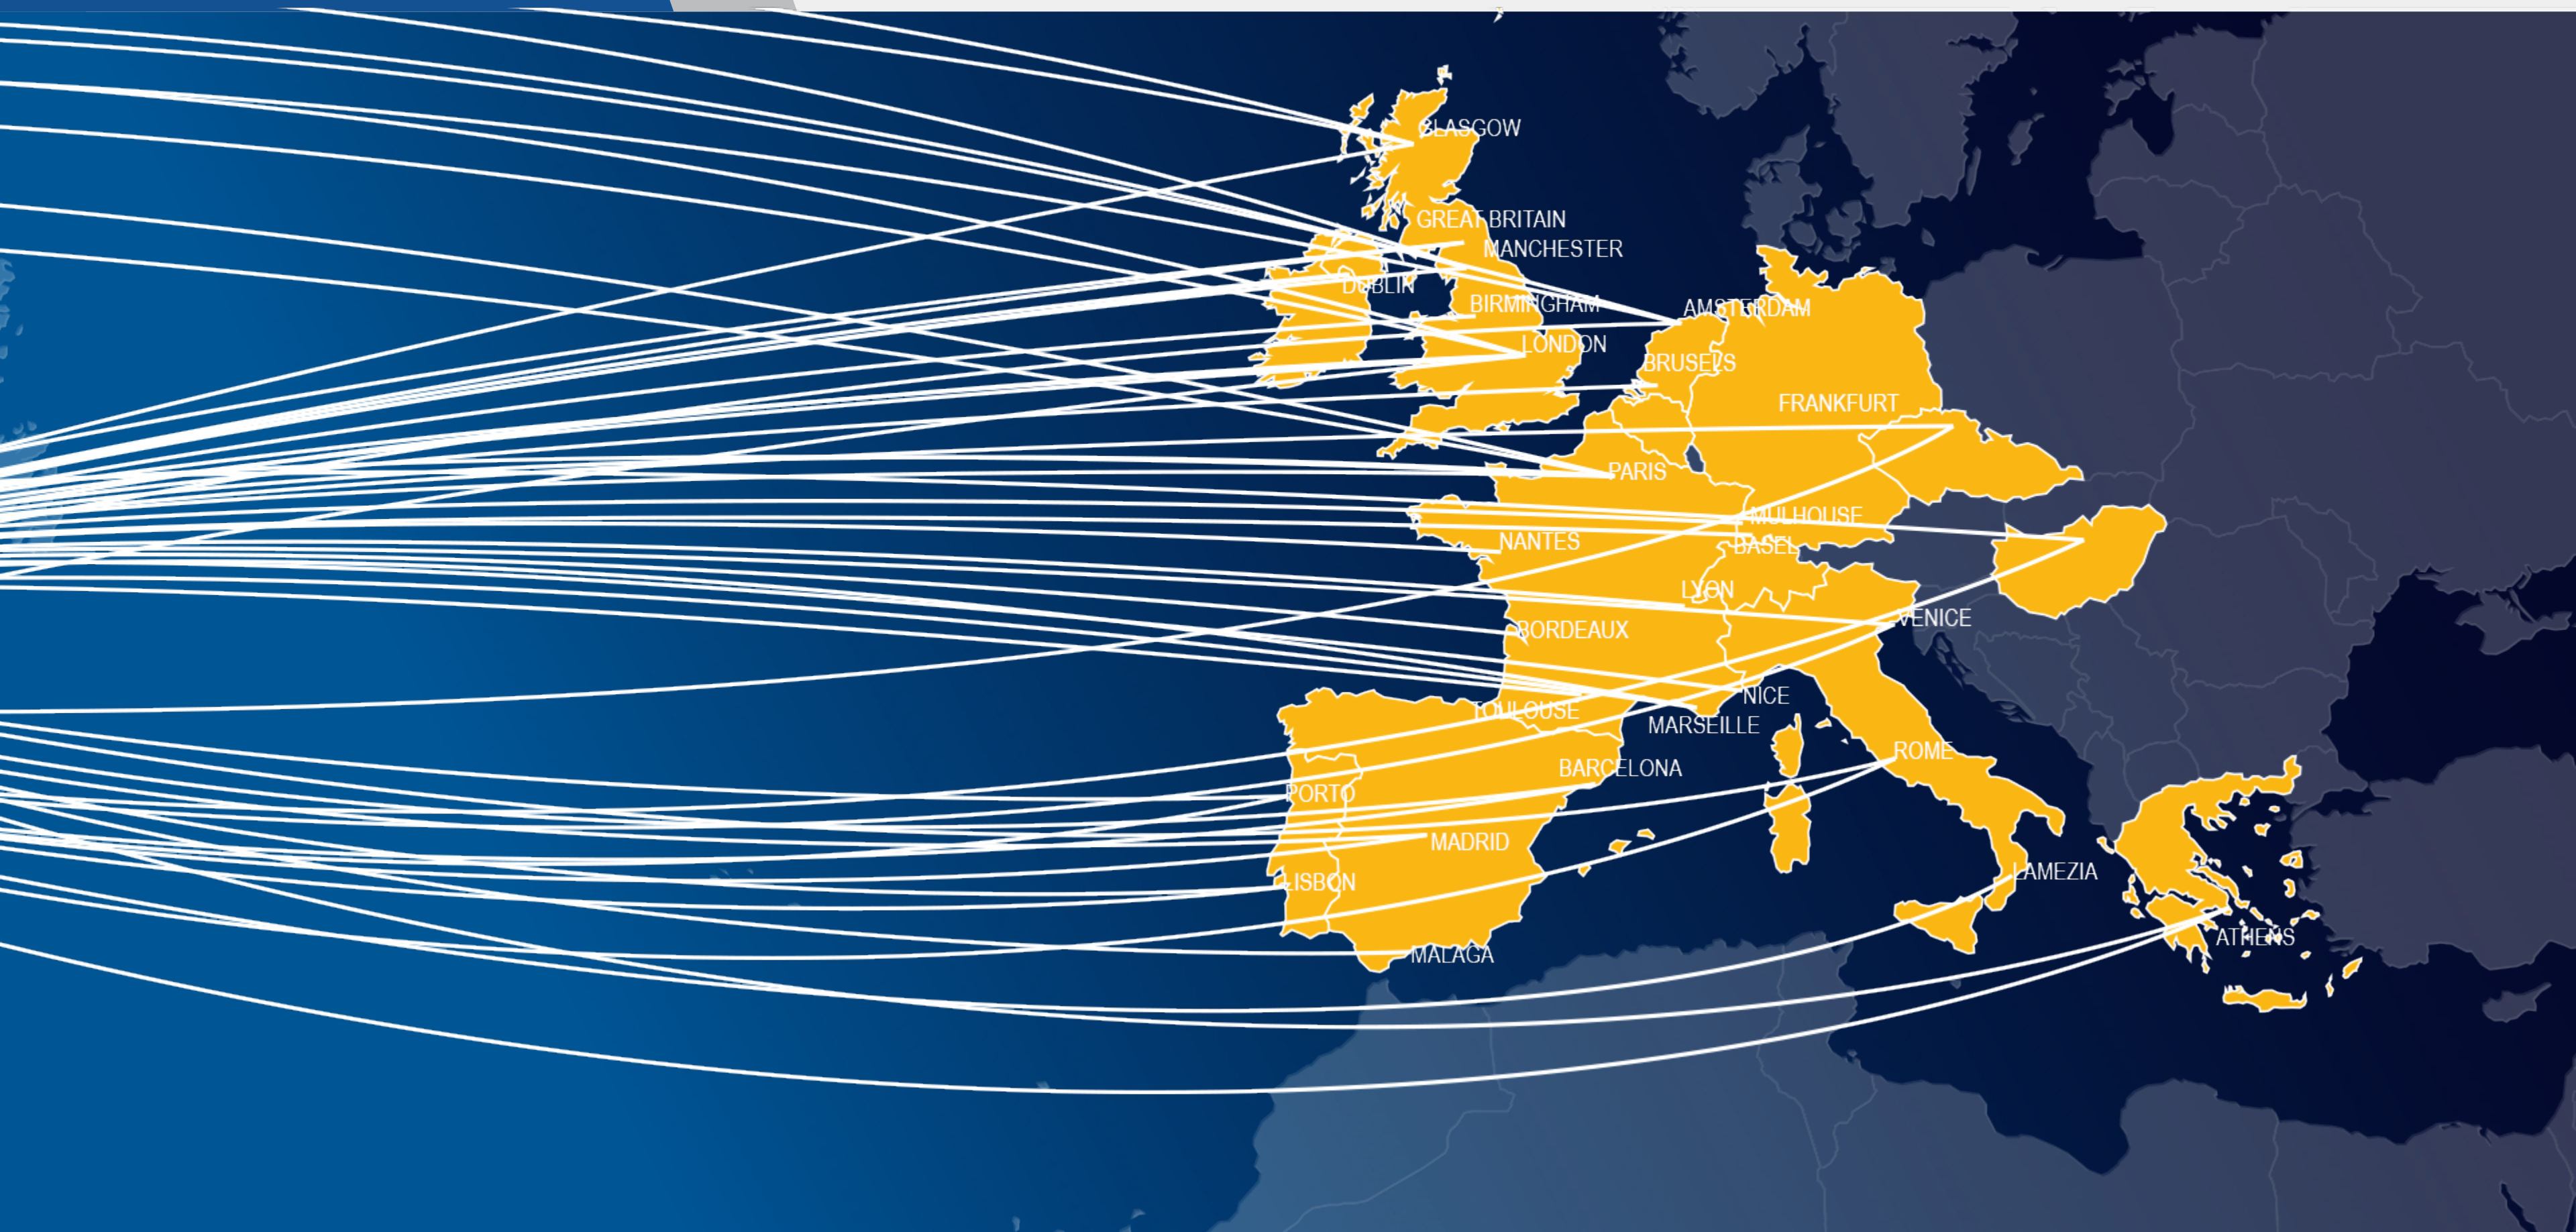 GLASGOW
GREAT BRITAIN
MANCHESTER
DUBLIN
BIRMINGHAM
AMSTERDAM
LONDON
BRUSELS
FRANKFURT
PARIS
MULHOUSE
NANTES
BASEL
LYON
VENICE
BORDEAUX
NICE
TOULOUSE
MARSEILLE
ROME
BARCELONA
PORTO
MADRID
LAMEZIA
LISBON
ATHENS
MALAGA